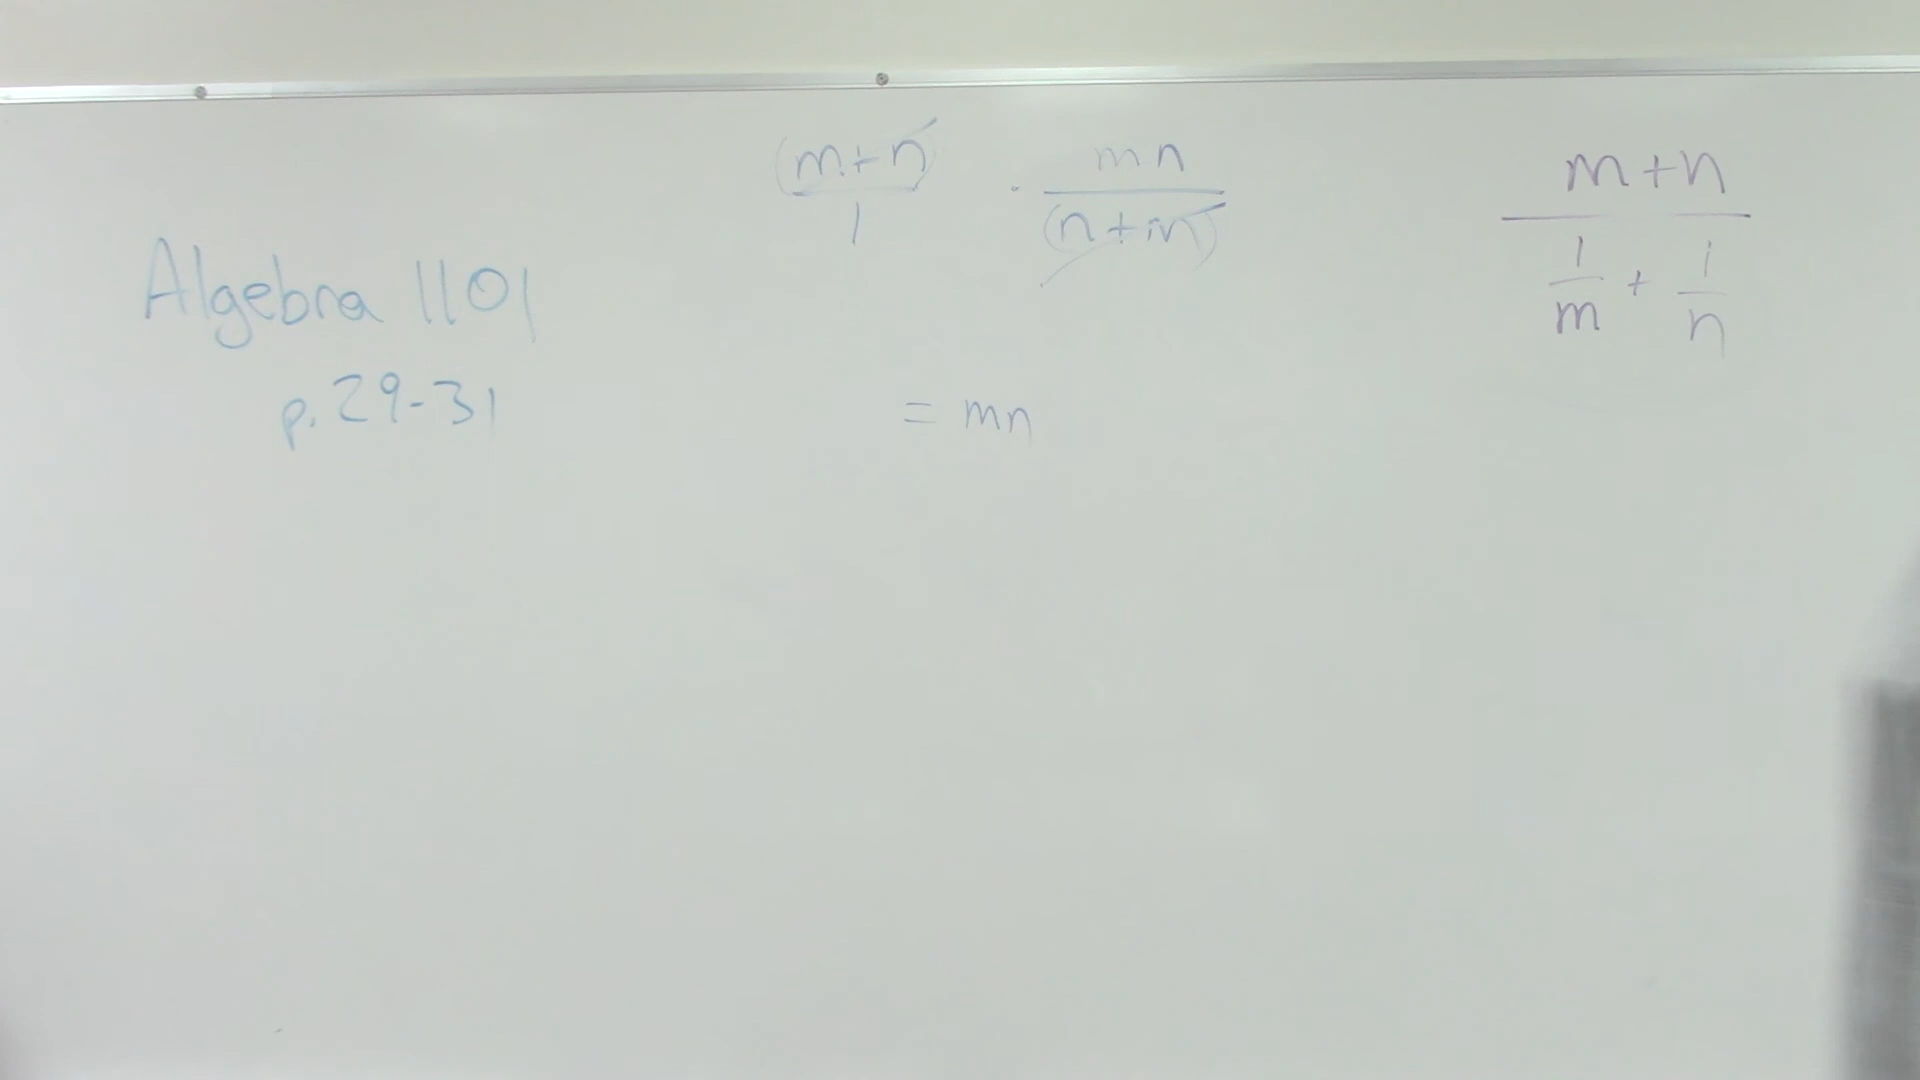 Algebra 1101
p. 29-31
(m+n)/1 · mn/(n+m)
= mn
m+n
1/m + 1/n